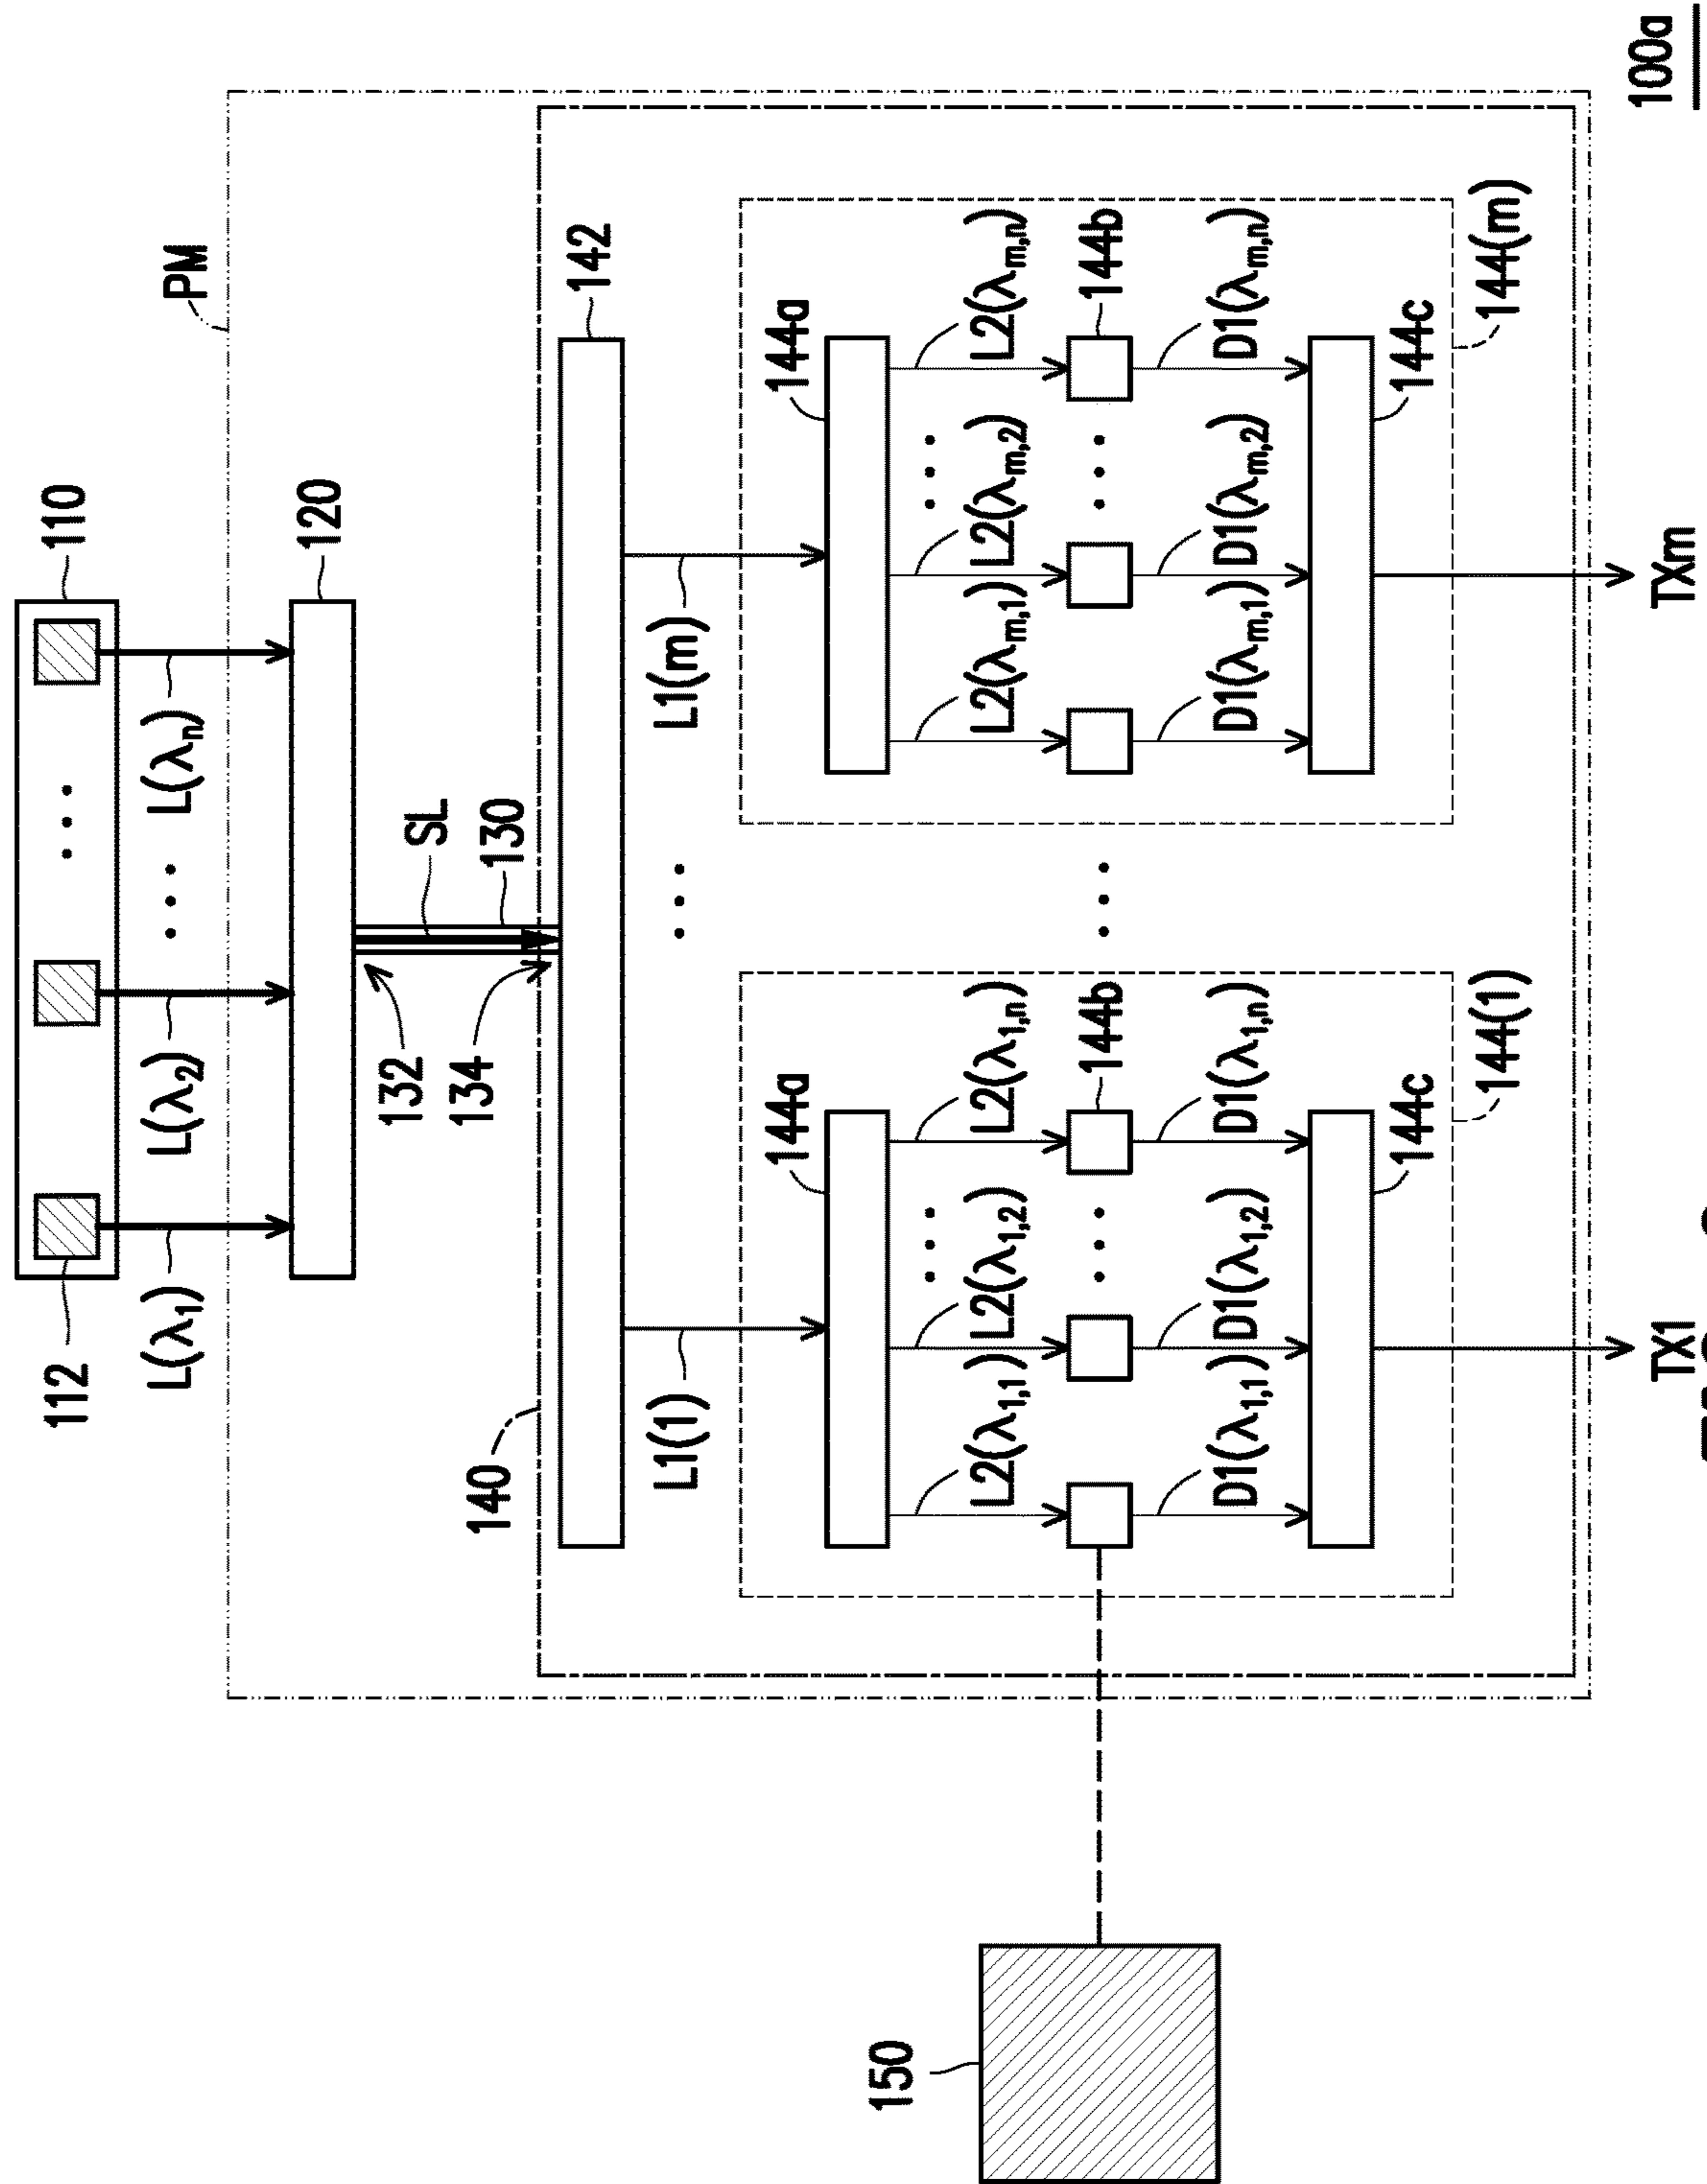 112 110
L(λ1) L(λ2) ... L(λn)
PM
120
132 SL
134 130
140 142
L1(1) ... L1(m)
144a 144a
150
L2(λ1,1) L2(λ1,2) ... L2(λ1,n) L2(λm,1) L2(λm,2) ... L2(λm,n)
144b ... 144b
D1(λ1,1) D1(λ1,2) D1(λ1,n) D1(λm,1) D1(λm,2) D1(λm,n)
144c 144c
144(1) 144(m)
TX1 TXm
100a